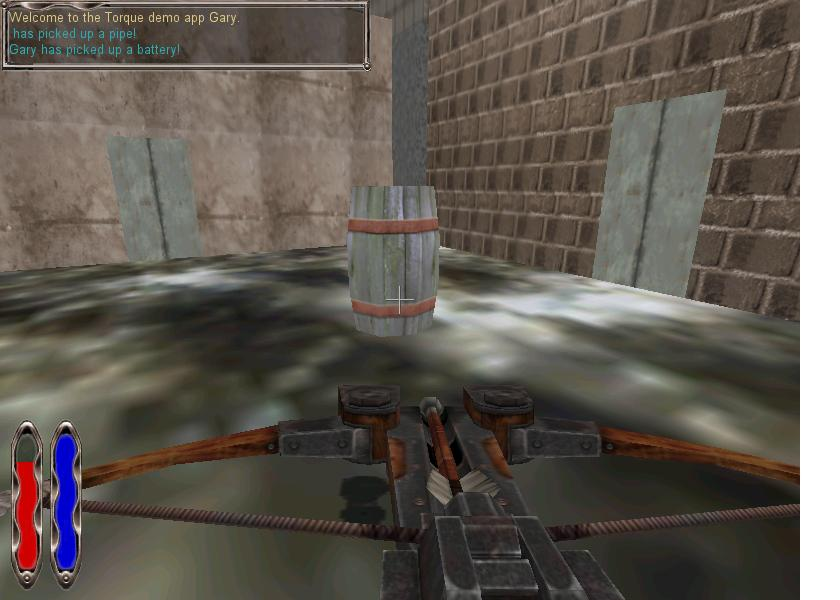 Welcome to the Torque demo app Gary.
has picked up a pipe!
Gary has picked up a battery!